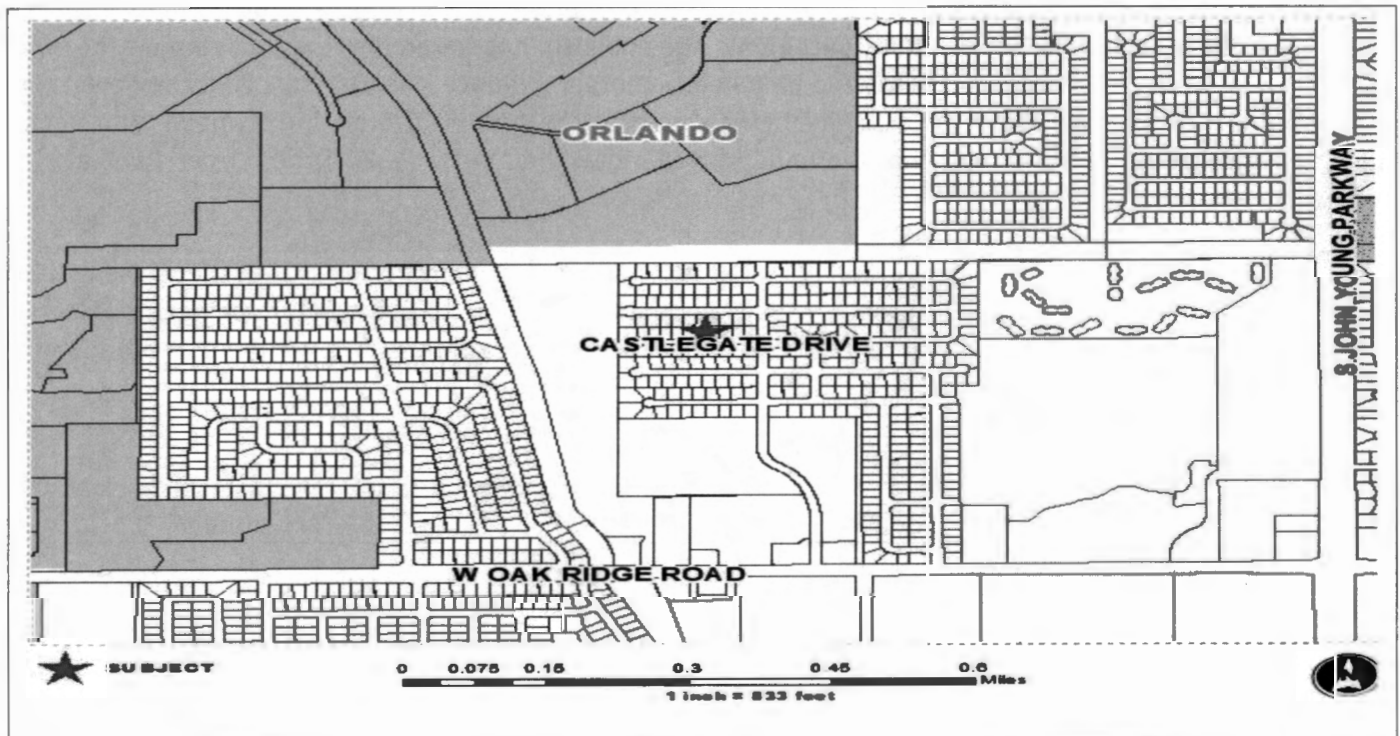 ORLANDO
S JOHN YOUNG PARKWAY
CASTLEGATE DRIVE
W OAK RIDGE ROAD
SUBJECT
0 0.075 0.15 0.3 0.45 0.6
Miles
1 inch = 833 feet
N